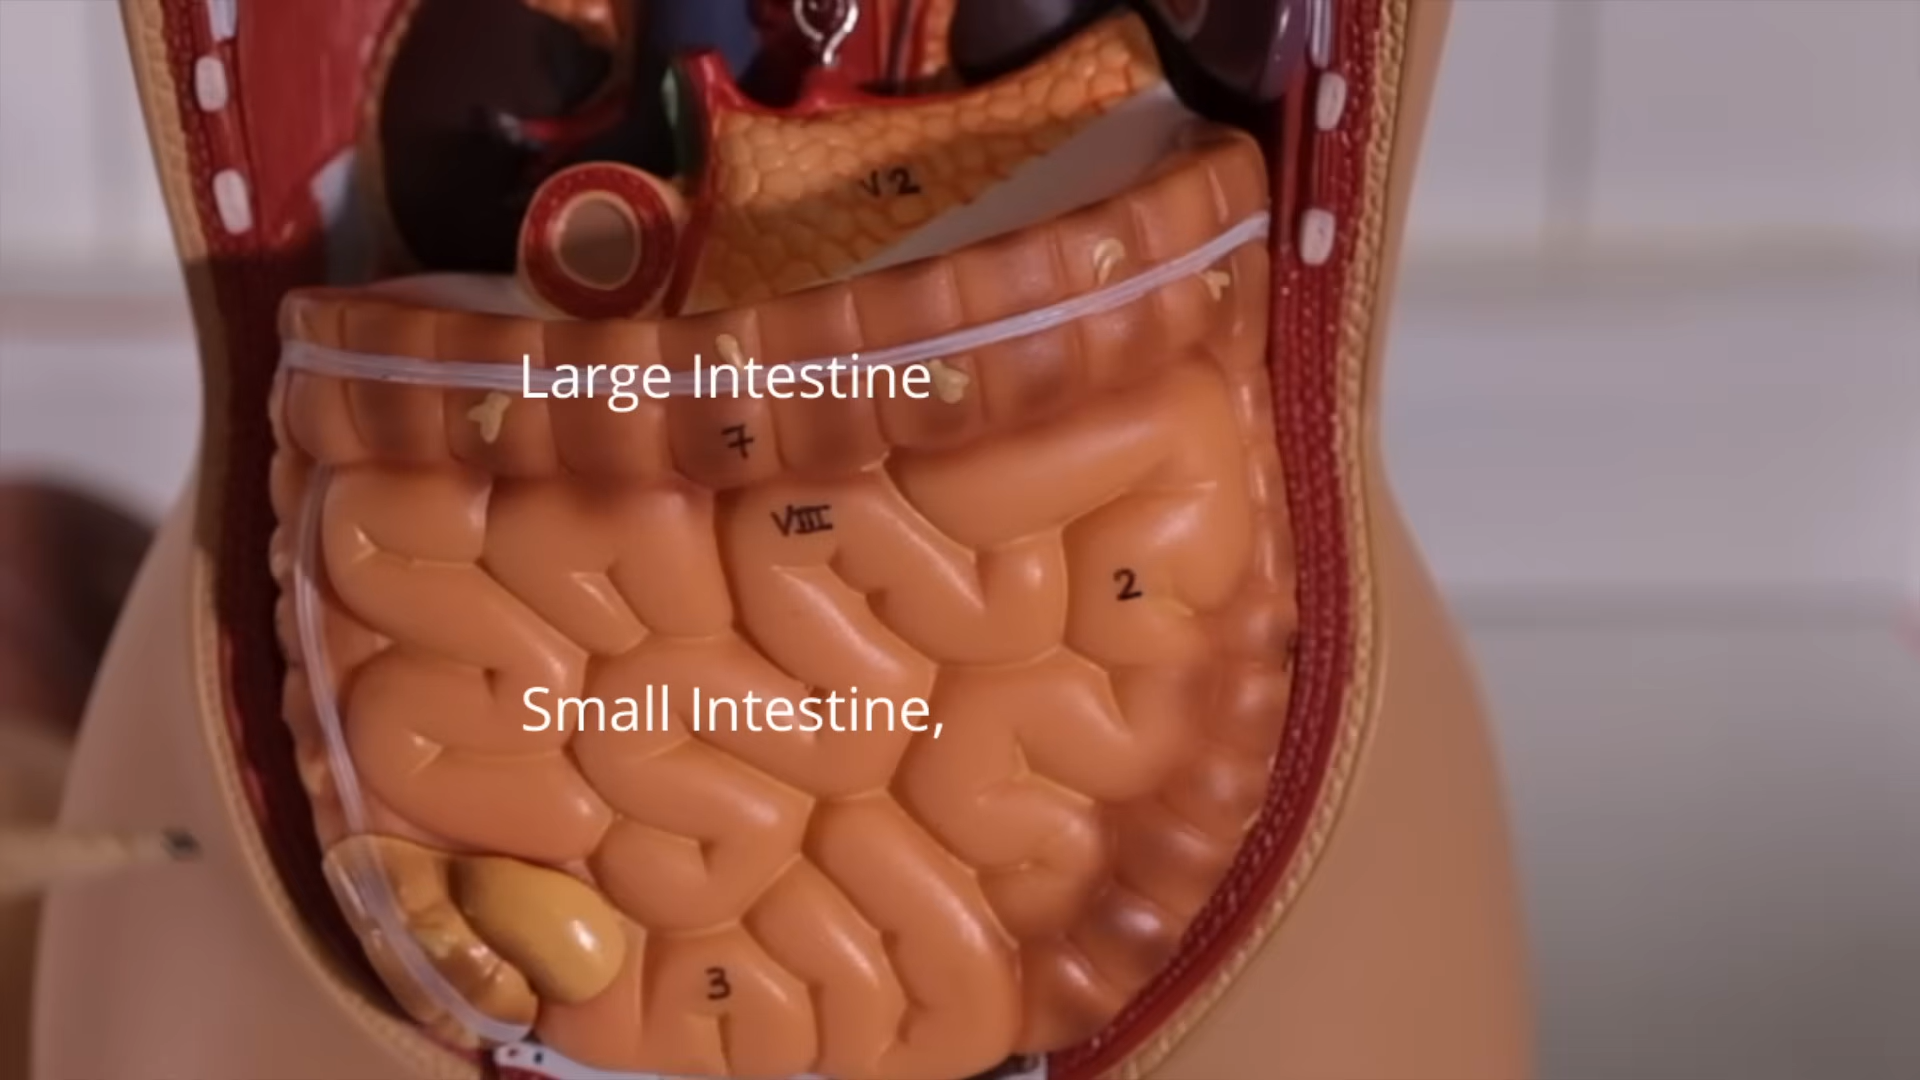 V2
Large Intestine
7
VIII
2
Small Intestine,
3